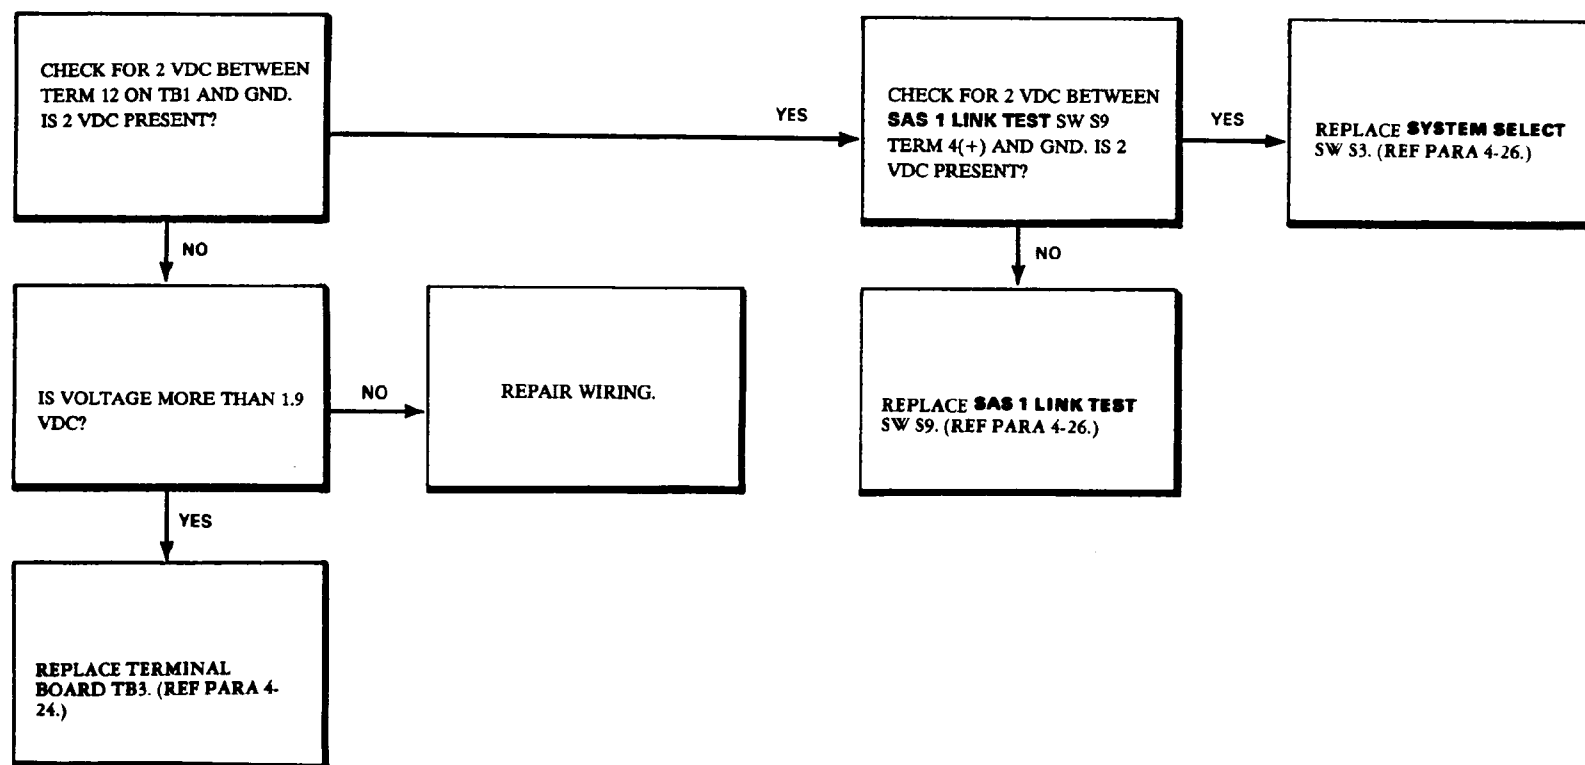 CHECK FOR 2 VDC BETWEEN
TERM 12 ON TB1 AND GND.
IS 2 VDC PRESENT?
YES
CHECK FOR 2 VDC BETWEEN
SAS 1 LINK TEST SW S9
TERM 4(+) AND GND. IS 2
VDC PRESENT?
YES
REPLACE SYSTEM SELECT
SW S3. (REF PARA 4-26.)
NO
NO
IS VOLTAGE MORE THAN 1.9
VDC?
NO
REPAIR WIRING.
REPLACE SAS 1 LINK TEST
SW S9. (REF PARA 4-26.)
YES
REPLACE TERMINAL
BOARD TB3. (REF PARA 4-
24.)